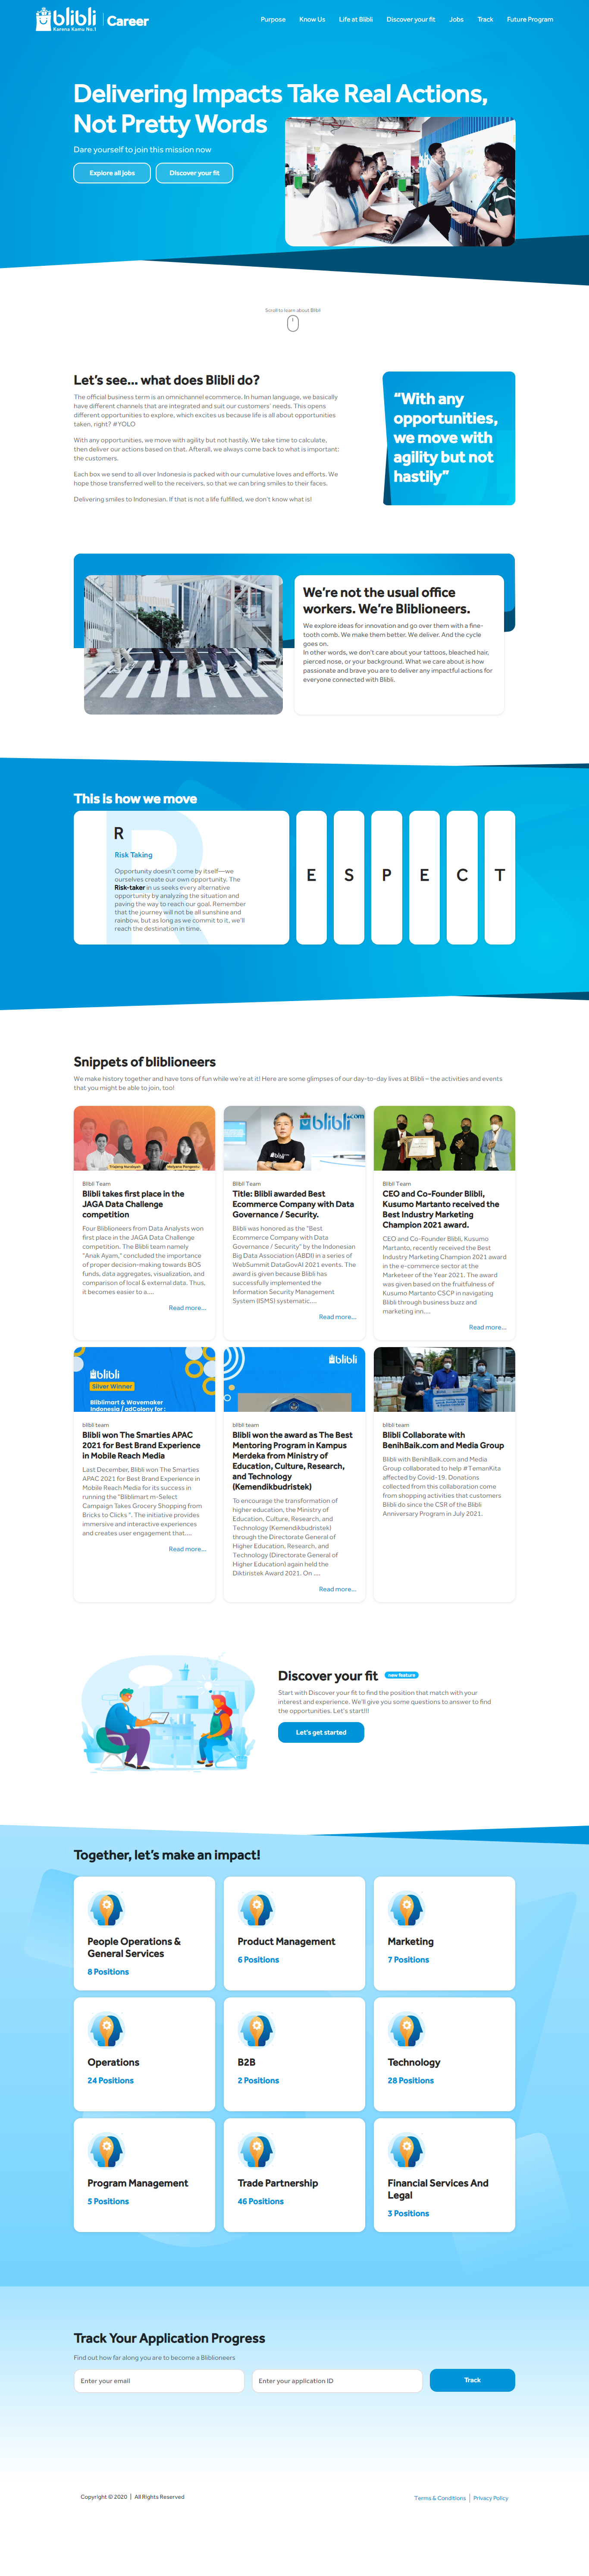 blibli | Career
Karena Kamu No.1
Purpose
Know Us
Life at Blibli
Discover your fit
Jobs
Track
Future Program
Delivering Impacts Take Real Actions,
Not Pretty Words
Dare yourself to join this mission now
Explore all jobs
Discover your fit
Scroll to learn about Blibli
Let's see... what does Blibli do?
The official business term is an omnichannel ecommerce. In human language, we basically
have different channels that are integrated and suit our customers' needs. This opens
different opportunities to explore, which excites us because life is all about opportunities
taken, right? #YOLO
With any opportunities, we move with agility but not hastily. We take time to calculate,
then deliver our actions based on that. Afterall, we always come back to what is important:
the customers.
Each box we send to all over Indonesia is packed with our cumulative loves and efforts. We
hope those transferred well to the receivers, so that we can bring smiles to their faces.
Delivering smiles to Indonesian. If that is not a life fulfilled, we don't know what is!
"With any
opportunities,
we move with
agility but not
hastily"
We're not the usual office
workers. We're Bliblioneers.
We explore ideas for innovation and go over them with a fine-
tooth comb. We make them better. We deliver. And the cycle
goes on.
In other words, we don't care about your tattoos, bleached hair,
pierced nose, or your background. What we care about is how
passionate and brave you are to deliver any impactful actions for
everyone connected with Blibli.
This is how we move
R
Risk Taking
Opportunity doesn't come by itself—we
ourselves create our own opportunity. The
Risk-taker in us seeks every alternative
opportunity by analyzing the situation and
paving the way to reach our goal. Remember
that the journey will not be all sunshine and
rainbow, but as long as we commit to it, we'll
reach the destination in time.
E
S
P
E
C
T
Snippets of bliblioneers
We make history together and have tons of fun while we're at it! Here are some glimpses of our day-to-day lives at Blibli – the activities and events
that you might be able to join, too!
Blibli Team
Blibli takes first place in the
JAGA Data Challenge
competition
Four Bliblioneers from Data Analysts won
first place in the JAGA Data Challenge
competition. The Blibli team namely
"Anak Ayam," concluded the importance
of proper decision-making towards BOS
funds, data aggregates, visualization, and
comparison of local & external data. Thus,
it becomes easier to a....
Read more...
blibli.com
blibli
Blibli Team
Title: Blibli awarded Best
Ecommerce Company with Data
Governance / Security.
Blibli was honored as the "Best
Ecommerce Company with Data
Governance / Security" by the Indonesian
Big Data Association (ABDI) in a series of
WebSummit DataGovAI 2021 events. The
award is given because Blibli has
successfully implemented the
Information Security Management
System (ISMS) systematic....
Read more...
Blibli Team
CEO and Co-Founder Blibli,
Kusumo Martanto received the
Best Industry Marketing
Champion 2021 award.
CEO and Co-Founder Blibli, Kusumo
Martanto, recently received the Best
Industry Marketing Champion 2021 award
in the e-commerce sector at the
Marketeer of the Year 2021. The award
was given based on the fruitfulness of
Kusumo Martanto CSCP in navigating
Blibli through business buzz and
marketing inn....
Read more...
blibli
Silver Winner
Bliblimart & Wavemaker
Indonesia / adColony for :
blibli team
Blibli won The Smarties APAC
2021 for Best Brand Experience
in Mobile Reach Media
Last December, Blibli won The Smarties
APAC 2021 for Best Brand Experience in
Mobile Reach Media for its success in
running the "Bliblimart m-Select
Campaign Takes Grocery Shopping from
Bricks to Clicks ". The initiative provides
immersive and interactive experiences
and creates user engagement that....
Read more...
blibli
blibli team
Blibli won the award as The Best
Mentoring Program in Kampus
Merdeka from Ministry of
Education, Culture, Research,
and Technology
(Kemendikbudristek)
To encourage the transformation of
higher education, the Ministry of
Education, Culture, Research, and
Technology (Kemendikbudristek)
through the Directorate General of
Higher Education, Research, and
Technology (Directorate General of
Higher Education) again held the
Diktiristek Award 2021. On ....
Read more...
blibli team
Blibli Collaborate with
BenihBaik.com and Media Group
Blibli with BenihBaik.com and Media
Group collaborated to help #TemanKita
affected by Covid-19. Donations
collected from this collaboration come
from shopping activities that customers
Blibli do since the CSR of the Blibli
Anniversary Program in July 2021.
Discover your fit
new feature
Start with Discover your fit to find the position that match with your
interest and experience. We'll give you some questions to answer to find
the opportunities. Let's start!!!
Let's get started
Together, let's make an impact!
People Operations &
General Services
8 Positions
Product Management
6 Positions
Marketing
7 Positions
Operations
24 Positions
B2B
2 Positions
Technology
28 Positions
Program Management
5 Positions
Trade Partnership
46 Positions
Financial Services And
Legal
3 Positions
Track Your Application Progress
Find out how far along you are to become a Bliblioneers
Enter your email
Enter your application ID
Track
Copyright © 2020 | All Rights Reserved
Terms & Conditions | Privacy Policy